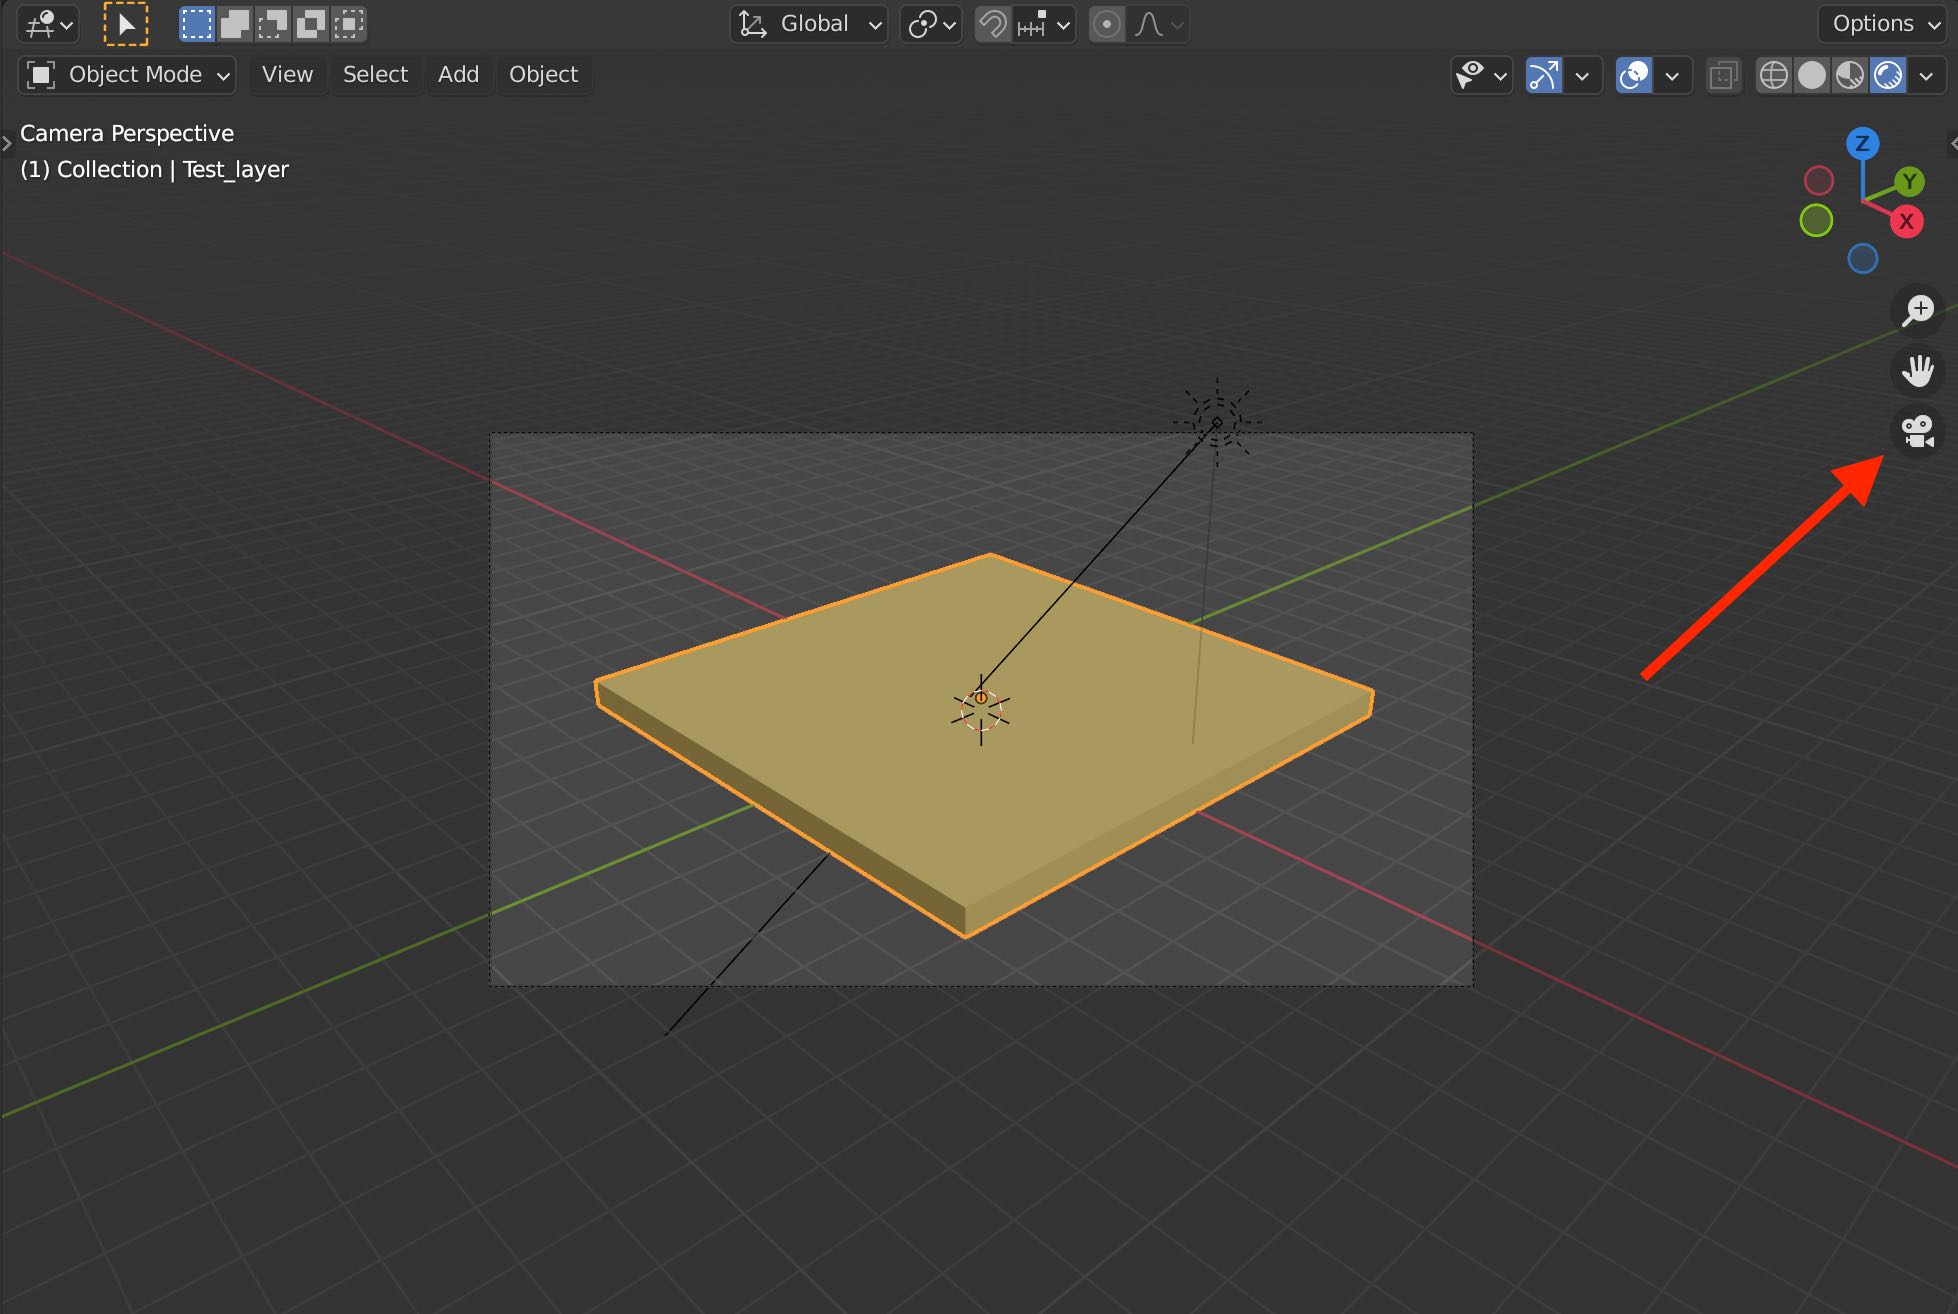 Global
Options
Object Mode
View
Select
Add
Object
Camera Perspective
(1) Collection | Test_layer
Z
Y
X